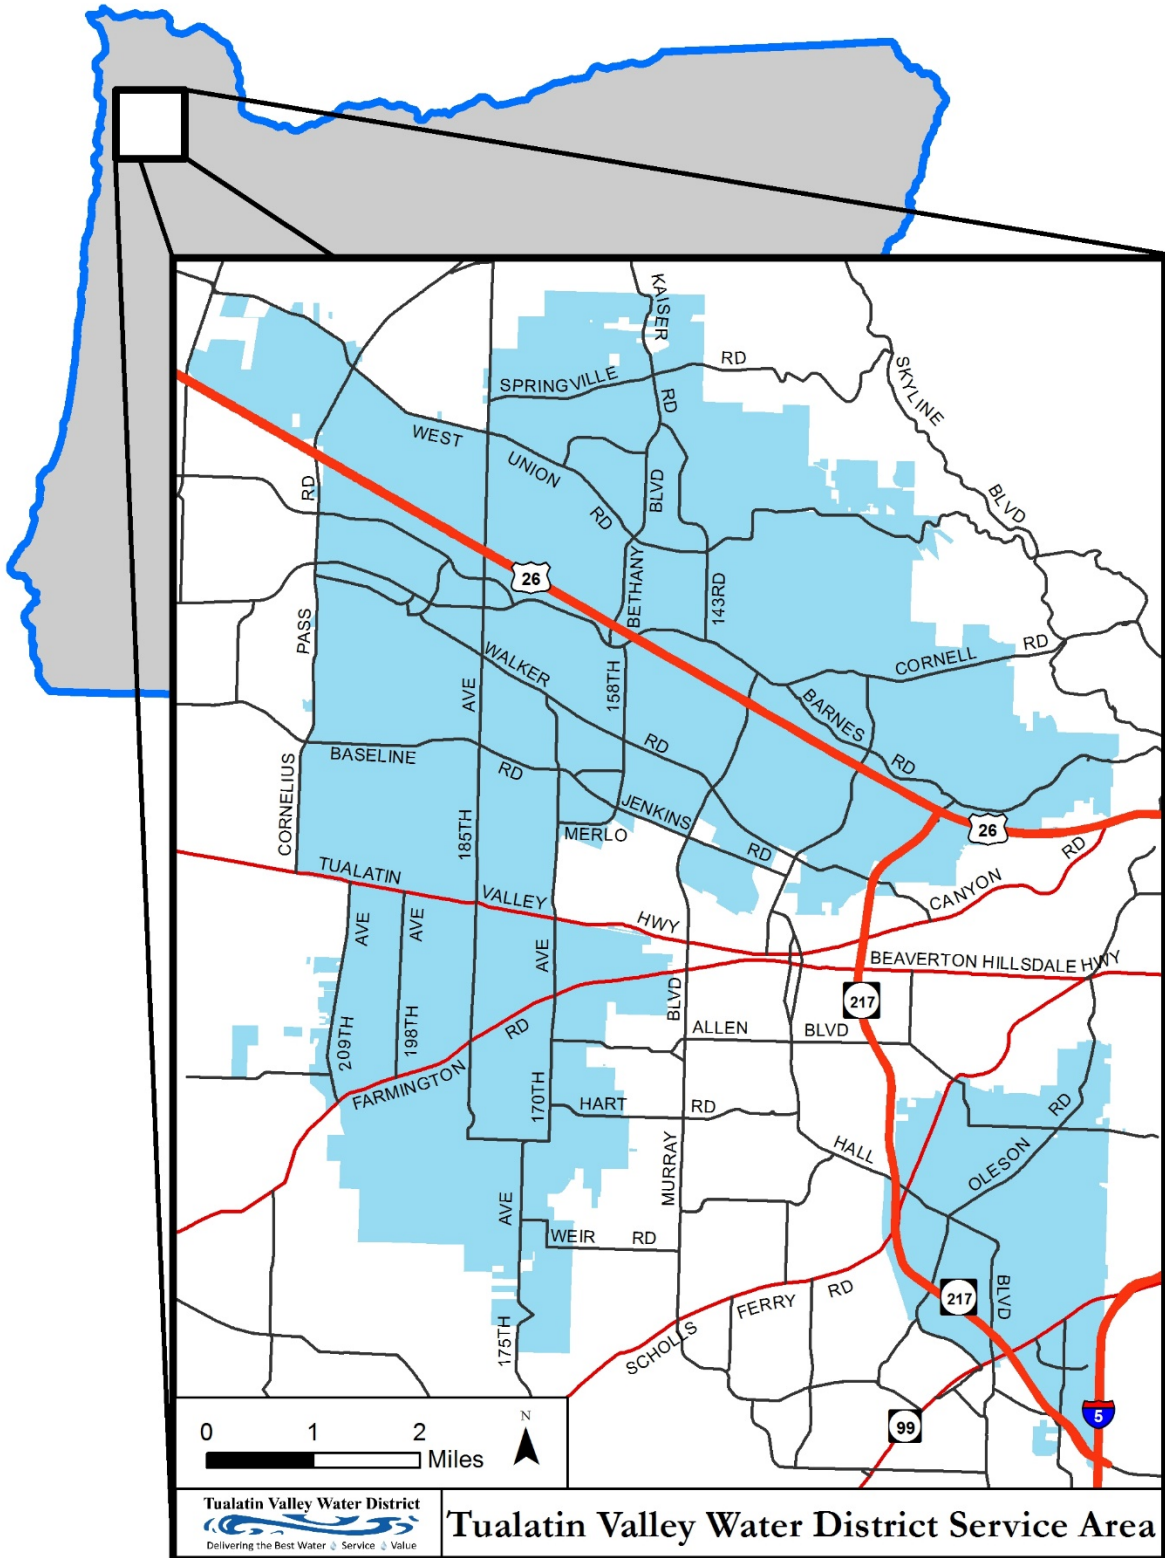 KAISER
RD
SPRINGVILLE
RD
SKYLINE
BLVD
WEST
UNION
RD
BLVD
BETHANY
143RD
RD
PASS
CORNELIUS
26
WALKER
RD
158TH
AVE
185TH
CORNELL
RD
BARNES
RD
BASELINE
RD
JENKINS
RD
MERLO
26
TUALATIN
VALLEY
HWY
CANYON
RD
BEAVERTON HILLSDALE HWY
217
AVE
209TH
AVE
198TH
AVE
170TH
BLVD
MURRAY
ALLEN
BLVD
FARMINGTON
RD
HART
RD
HALL
BLVD
OLESON
RD
AVE
175TH
WEIR
RD
SCHOLLS
FERRY
RD
217
99
5
0 1 2
Miles
N
Tualatin Valley Water District
Delivering the Best Water Service Value
Tualatin Valley Water District Service Area